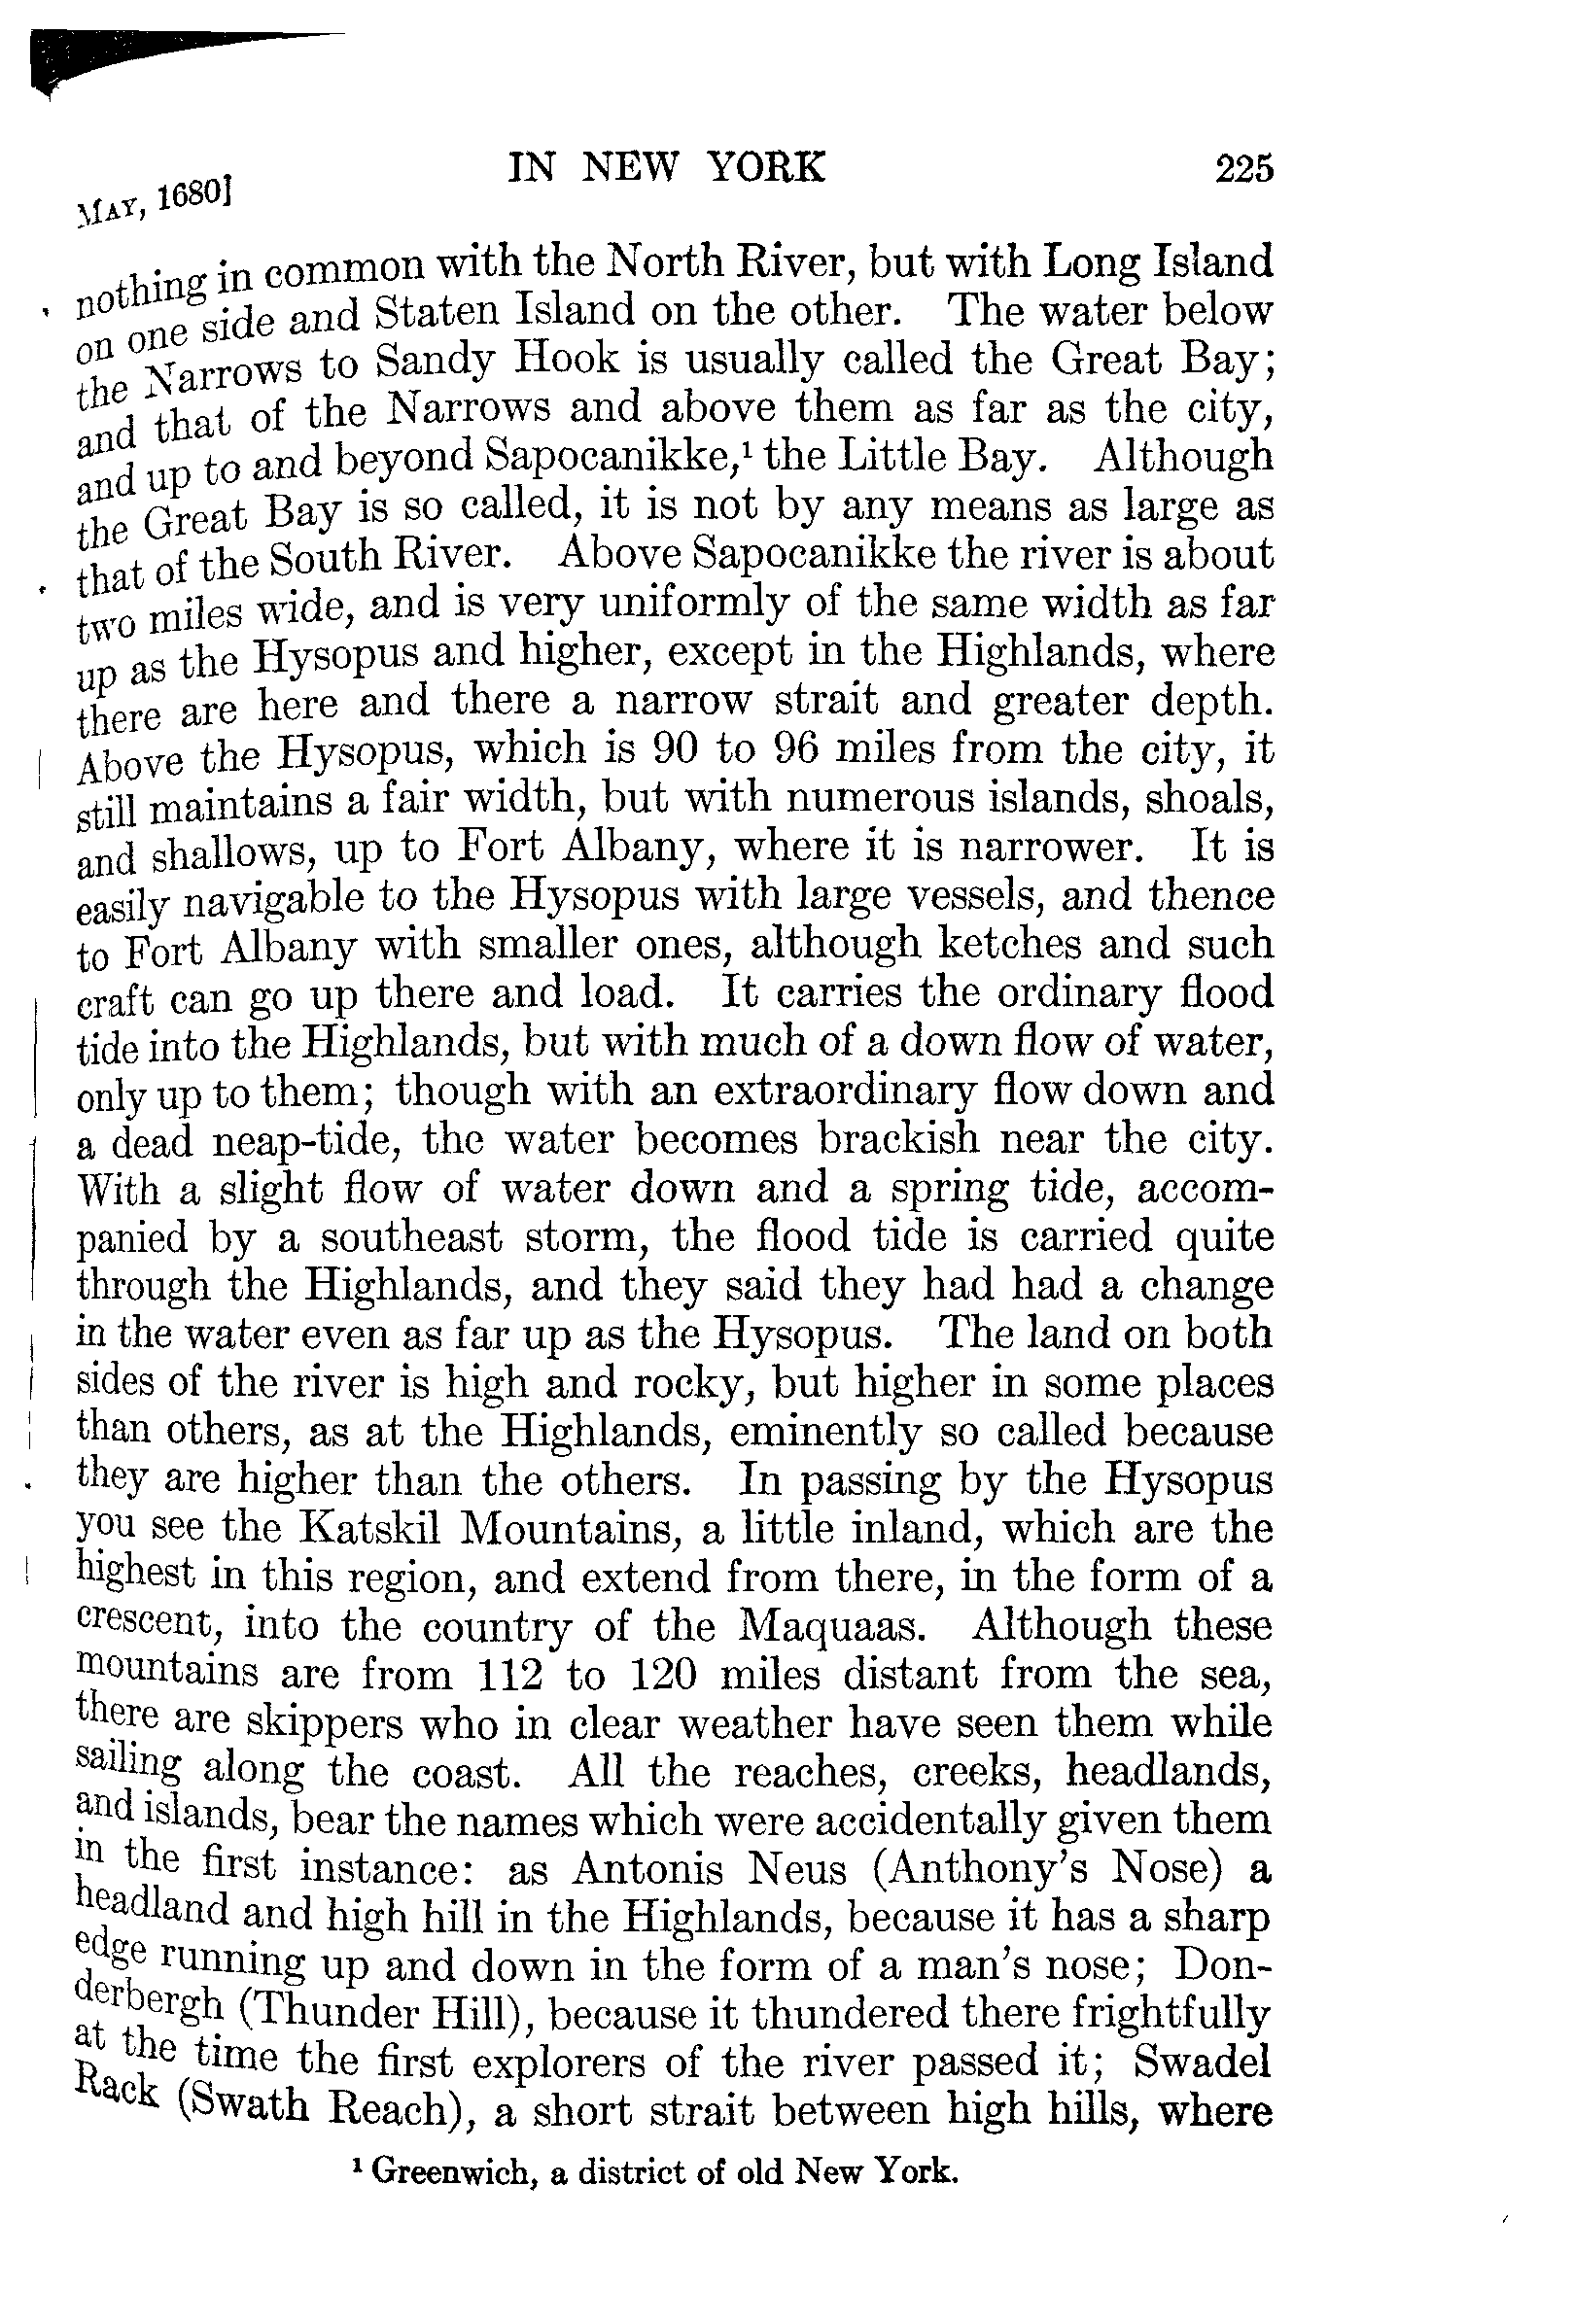 MAY, 1680] IN NEW YORK 225
nothing in common with the North River, but with Long Island
on one side and Staten Island on the other. The water below
the Narrows to Sandy Hook is usually called the Great Bay;
and that of the Narrows and above them as far as the city,
and up to and beyond Sapocanikke,¹ the Little Bay. Although
the Great Bay is so called, it is not by any means as large as
that of the South River. Above Sapocanikke the river is about
two miles wide, and is very uniformly of the same width as far
up as the Hysopus and higher, except in the Highlands, where
there are here and there a narrow strait and greater depth.
Above the Hysopus, which is 90 to 96 miles from the city, it
still maintains a fair width, but with numerous islands, shoals,
and shallows, up to Fort Albany, where it is narrower. It is
easily navigable to the Hysopus with large vessels, and thence
to Fort Albany with smaller ones, although ketches and such
craft can go up there and load. It carries the ordinary flood
tide into the Highlands, but with much of a down flow of water,
only up to them; though with an extraordinary flow down and
a dead neap-tide, the water becomes brackish near the city.
With a slight flow of water down and a spring tide, accom-
panied by a southeast storm, the flood tide is carried quite
through the Highlands, and they said they had had a change
in the water even as far up as the Hysopus. The land on both
sides of the river is high and rocky, but higher in some places
than others, as at the Highlands, eminently so called because
they are higher than the others. In passing by the Hysopus
you see the Katskil Mountains, a little inland, which are the
highest in this region, and extend from there, in the form of a
crescent, into the country of the Maquaas. Although these
mountains are from 112 to 120 miles distant from the sea,
there are skippers who in clear weather have seen them while
sailing along the coast. All the reaches, creeks, headlands,
and islands, bear the names which were accidentally given them
in the first instance: as Antonis Neus (Anthony's Nose) a
headland and high hill in the Highlands, because it has a sharp
edge running up and down in the form of a man's nose; Don-
derbergh (Thunder Hill), because it thundered there frightfully
at the time the first explorers of the river passed it; Swadel
Rack (Swath Reach), a short strait between high hills, where
¹ Greenwich, a district of old New York.